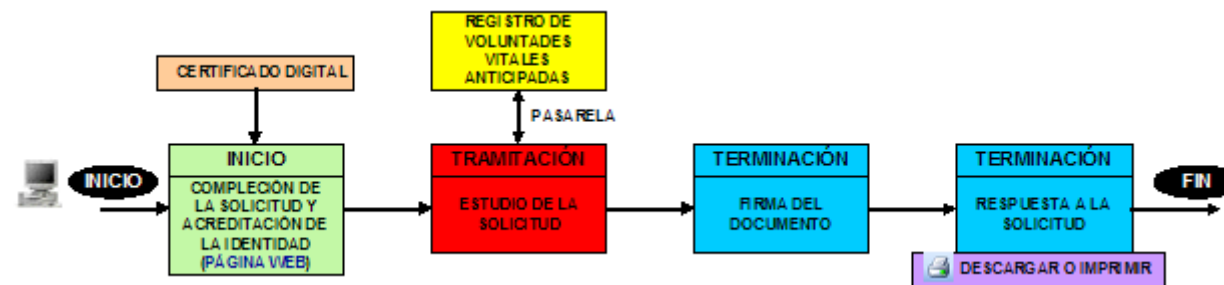 REGISTRO DE
VOLUNTADES
VITALES
ANTICIPADAS
CERTIFICADO DIGITAL
PASARELA
INICIO
INICIO
COMPLECIÓN DE
LA SOLICITUD Y
ACREDITACIÓN DE
LA IDENTIDAD
(PÁGINA WEB)
TRAMITACIÓN
ESTUDIO DE LA
SOLICITUD
TERMINACIÓN
FIRMA DEL
DOCUMENTO
TERMINACIÓN
RESPUESTA A LA
SOLICITUD
DESCARGAR O IMPRIMIR
FIN